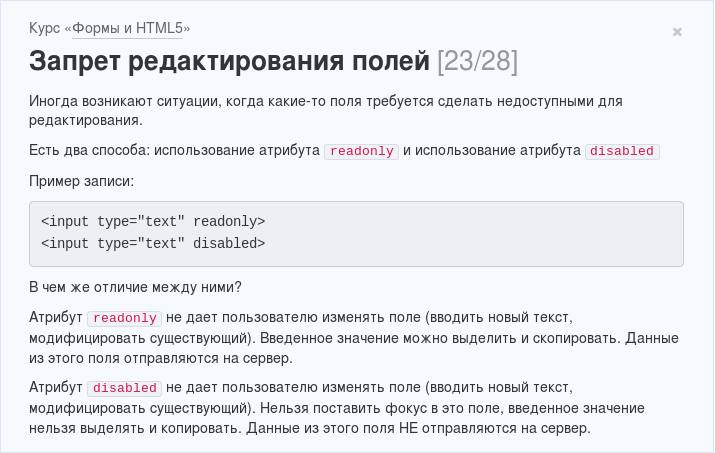 Курс «Формы и HTML5»
×
Запрет редактирования полей [23/28]
Иногда возникают ситуации, когда какие-то поля требуется сделать недоступными для
редактирования.
Есть два способа: использование атрибута readonly и использование атрибута disabled
Пример записи:
<input type="text" readonly>
<input type="text" disabled>
В чем же отличие между ними?
Атрибут readonly не дает пользователю изменять поле (вводить новый текст,
модифицировать существующий). Введенное значение можно выделить и скопировать. Данные
из этого поля отправляются на сервер.
Атрибут disabled не дает пользователю изменять поле (вводить новый текст,
модифицировать существующий). Нельзя поставить фокус в это поле, введенное значение
нельзя выделять и копировать. Данные из этого поля НЕ отправляются на сервер.